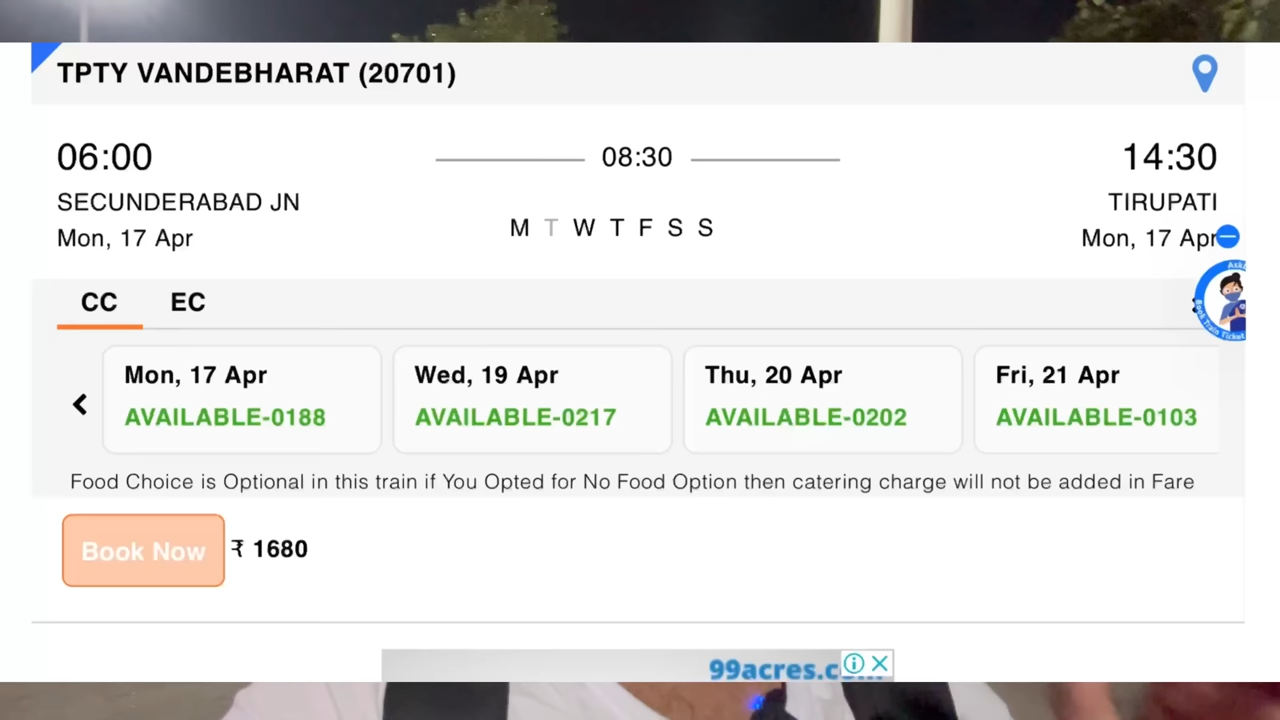 TPTY VANDEBHARAT (20701)
06:00 08:30 14:30
SECUNDERABAD JN TIRUPATI
Mon, 17 Apr M T W T F S S Mon, 17 Apr
CC EC
Book Train Ticket
Mon, 17 Apr Wed, 19 Apr Thu, 20 Apr Fri, 21 Apr
AVAILABLE-0188 AVAILABLE-0217 AVAILABLE-0202 AVAILABLE-0103
Food Choice is Optional in this train if You Opted for No Food Option then catering charge will not be added in Fare
Book Now ₹ 1680